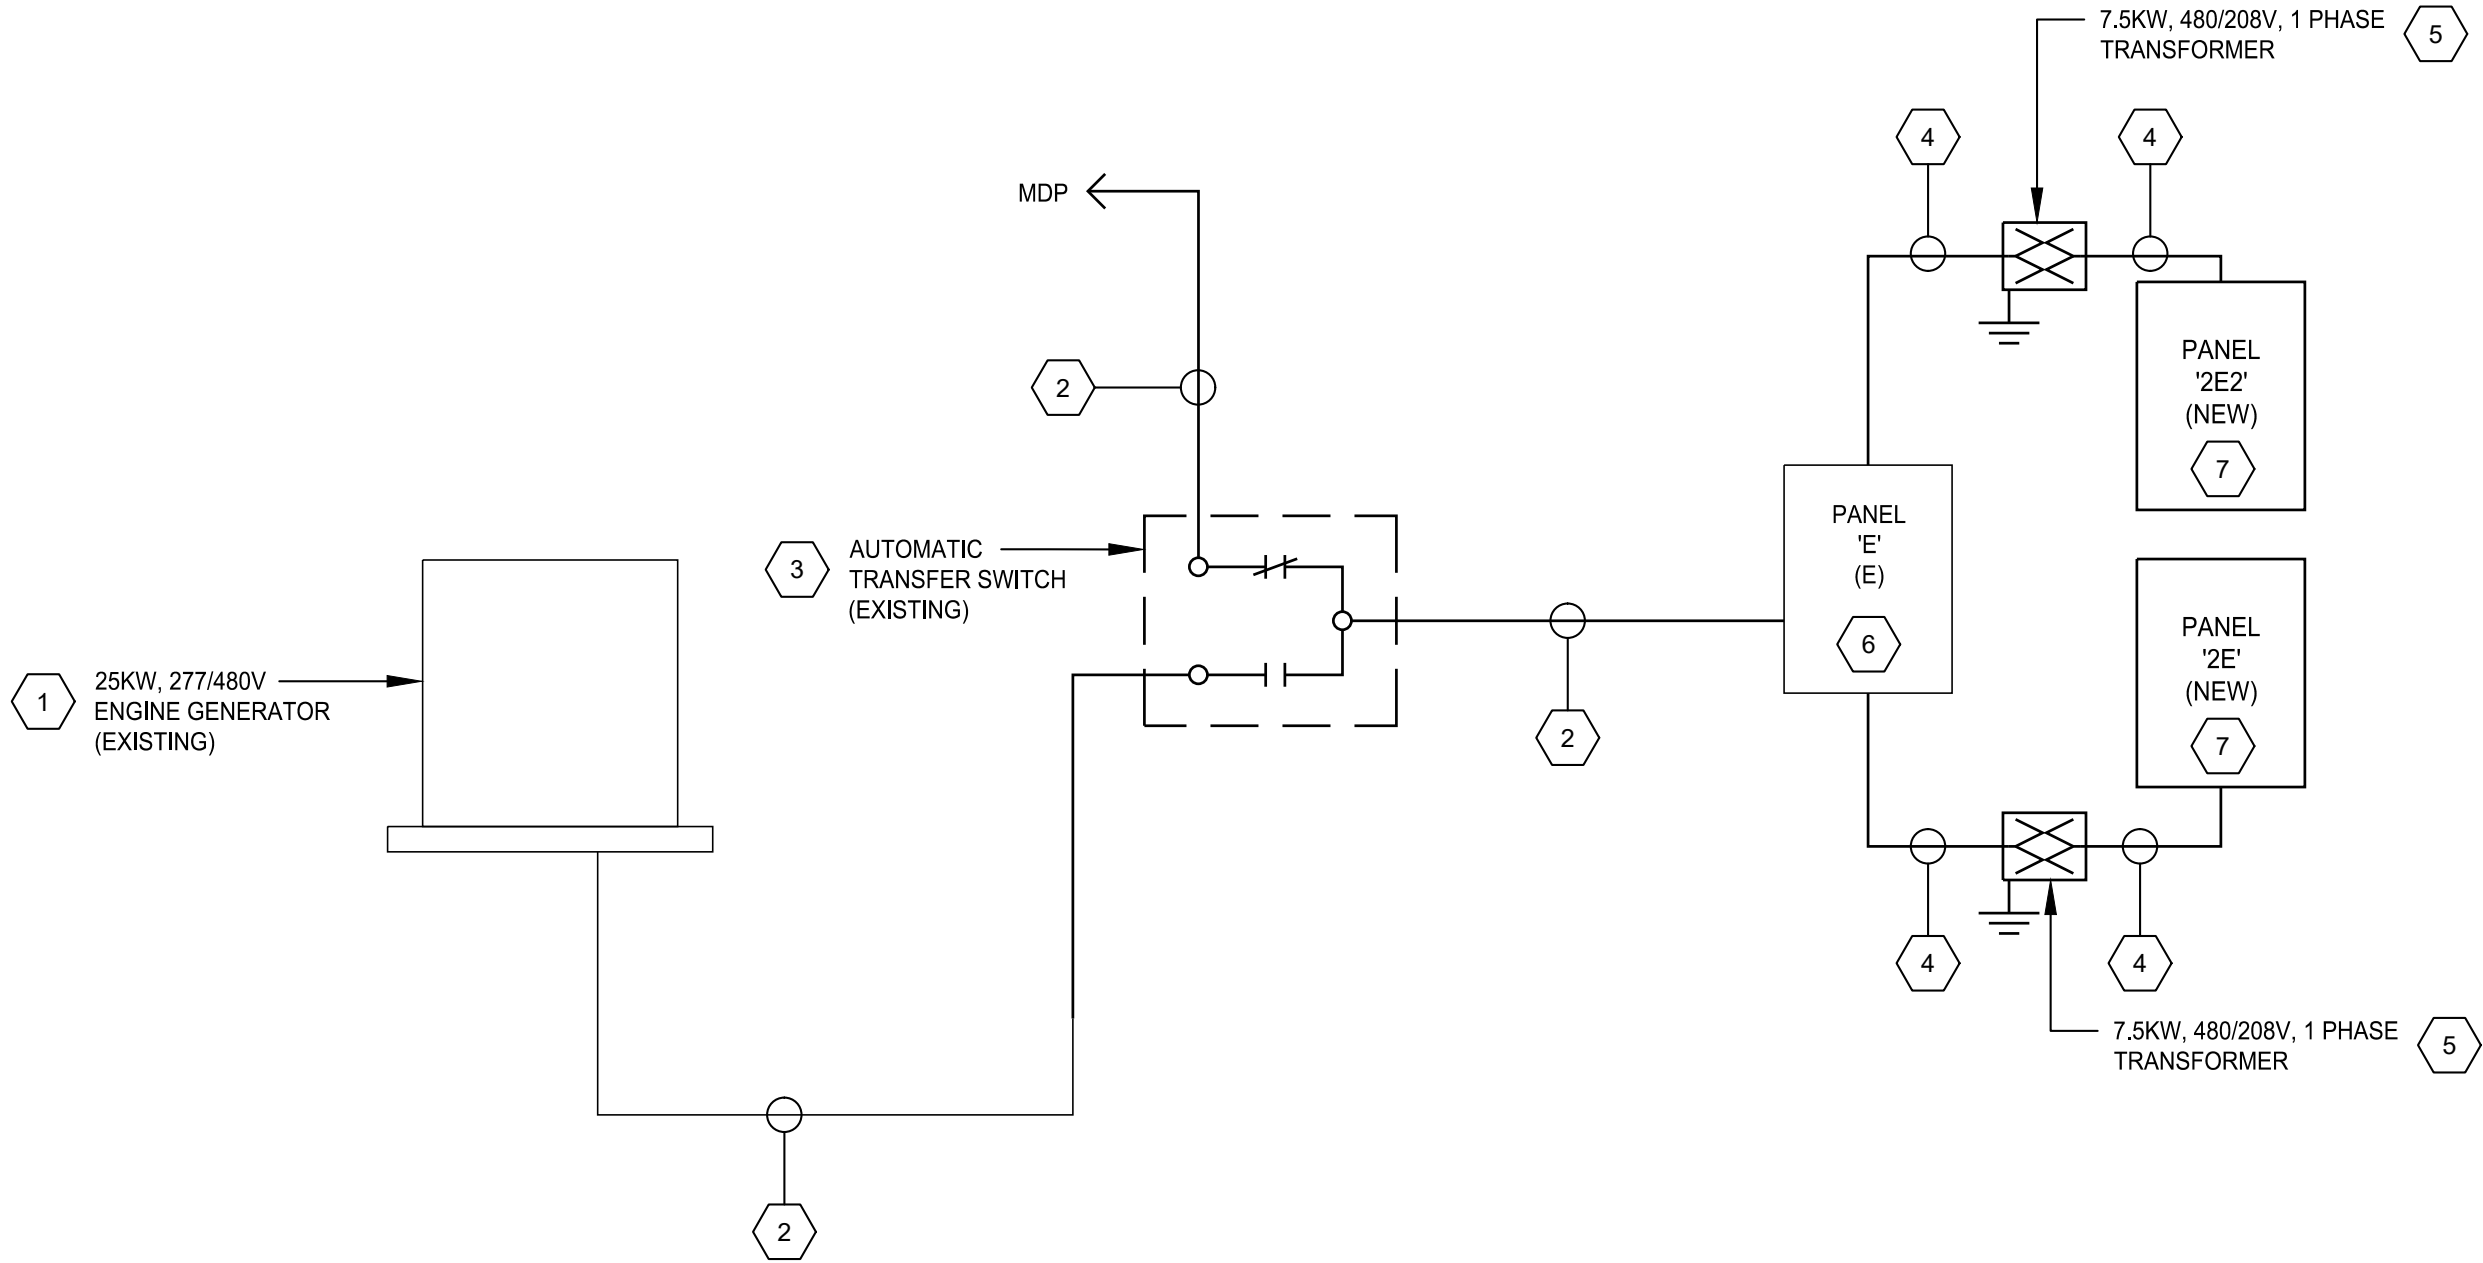 7.5KW, 480/208V, 1 PHASE
TRANSFORMER
5
4
4
MDP
2
PANEL
'2E2'
(NEW)
7
3
AUTOMATIC
TRANSFER SWITCH
(EXISTING)
PANEL
'E'
(E)
6
PANEL
'2E'
(NEW)
7
1
25KW, 277/480V
ENGINE GENERATOR
(EXISTING)
2
4
4
7.5KW, 480/208V, 1 PHASE
TRANSFORMER
5
2